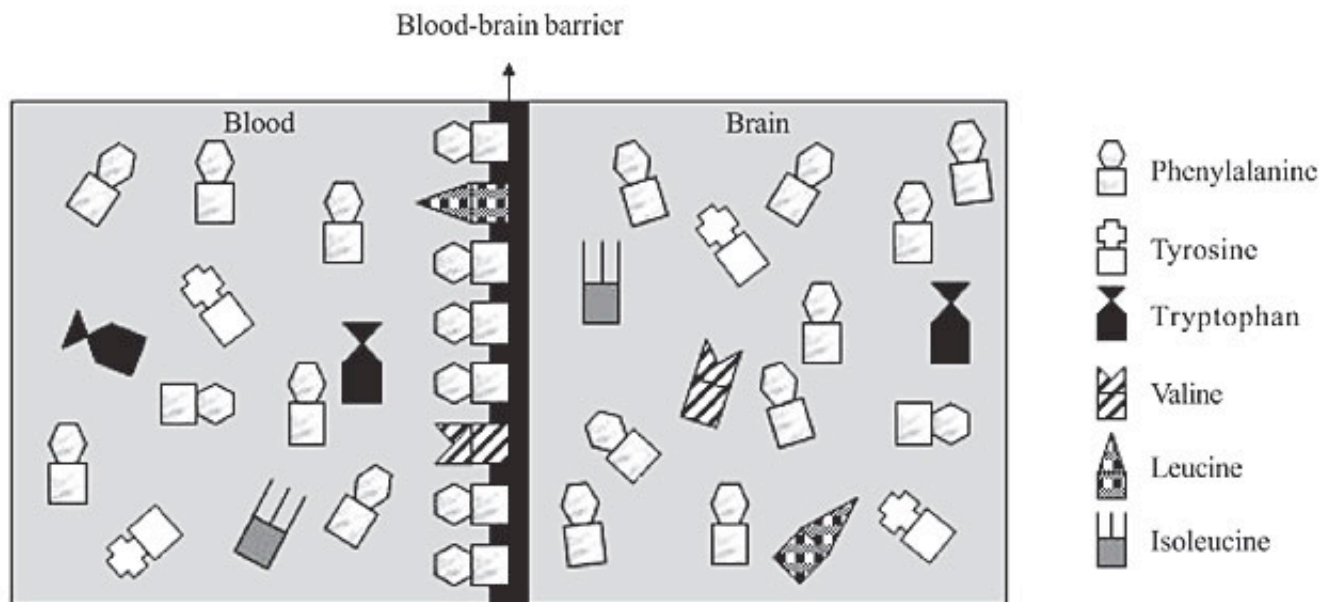 Blood-brain barrier
Blood
Brain
Phenylalanine
Tyrosine
Tryptophan
Valine
Leucine
Isoleucine